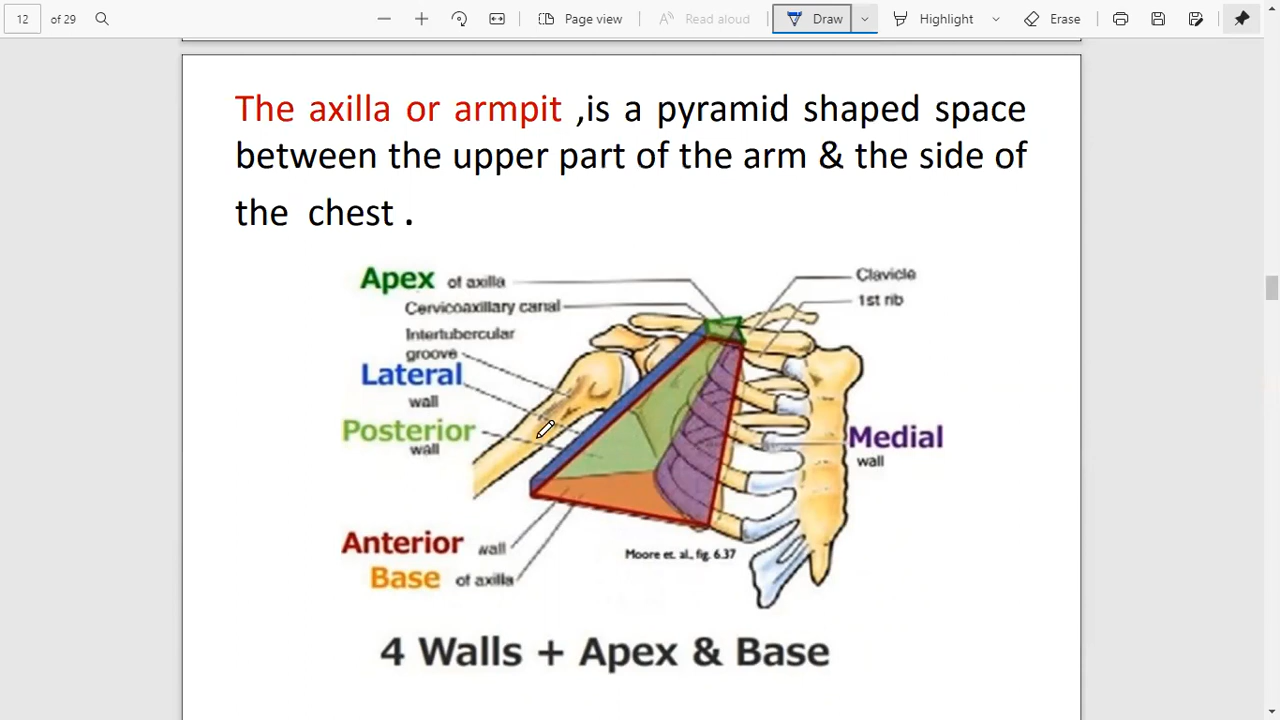 12 of 29
Page view
Read aloud
Draw
Highlight
Erase
The axilla or armpit ,is a pyramid shaped space
between the upper part of the arm & the side of
the chest .
Apex of axilla
Clavicle
Cervicoaxillary canal
1st rib
Intertubercular
groove
Lateral
wall
Posterior
wall
Medial
wall
Anterior wall
Moore et. al., fig. 6.37
Base of axilla
4 Walls + Apex & Base